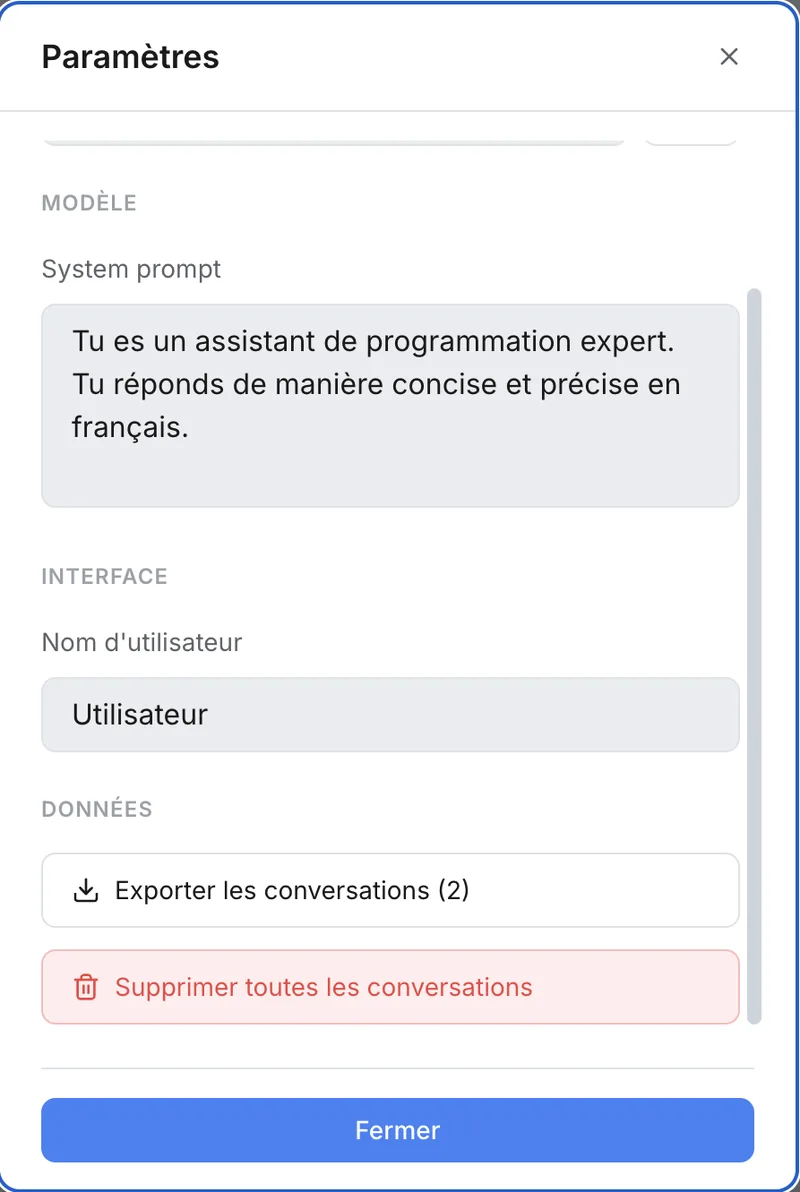 Paramètres
MODÈLE
System prompt
Tu es un assistant de programmation expert.
Tu réponds de manière concise et précise en
français.
INTERFACE
Nom d'utilisateur
Utilisateur
DONNÉES
Exporter les conversations (2)
Supprimer toutes les conversations
Fermer